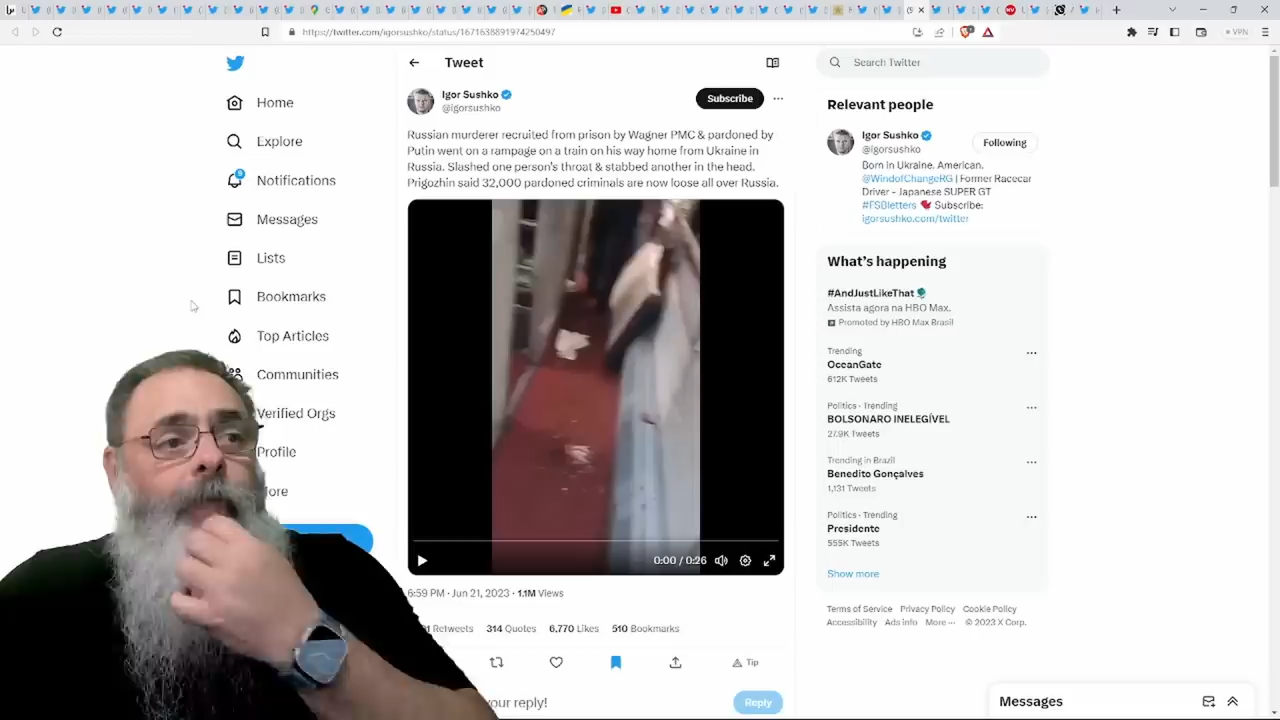 https://twitter.com/igorsushko/status/1671638891974250497
VPN
Home
Explore
Notifications
Messages
Lists
Bookmarks
Top Articles
Communities
Verified Orgs
Profile
ore
Tweet
Igor Sushko
@igorsushko
Subscribe
Russian murderer recruited from prison by Wagner PMC & pardoned by
Putin went on a rampage on a train on his way home from Ukraine in
Russia. Slashed one person's throat & stabbed another in the head.
Prigozhin said 32,000 pardoned criminals are now loose all over Russia.
0:00 / 0:26
6:59 PM · Jun 21, 2023 · 1.1M Views
Retweets 314 Quotes 6,770 Likes 510 Bookmarks
Tip
your reply!
Reply
Search Twitter
Relevant people
Igor Sushko
@igorsushko
Following
Born in Ukraine. American.
@WindofChangeRG | Former Racecar
Driver - Japanese SUPER GT
#FSBletters Subscribe:
igorsushko.com/twitter
What's happening
#AndJustLikeThat
Assista agora na HBO Max.
Promoted by HBO Max Brasil
Trending
OceanGate
612K Tweets
Politics · Trending
BOLSONARO INELEGÍVEL
27.9K Tweets
Trending in Brazil
Benedito Gonçalves
1,131 Tweets
Politics · Trending
Presidente
555K Tweets
Show more
Terms of Service Privacy Policy Cookie Policy
Accessibility Ads info More ··· © 2023 X Corp.
Messages